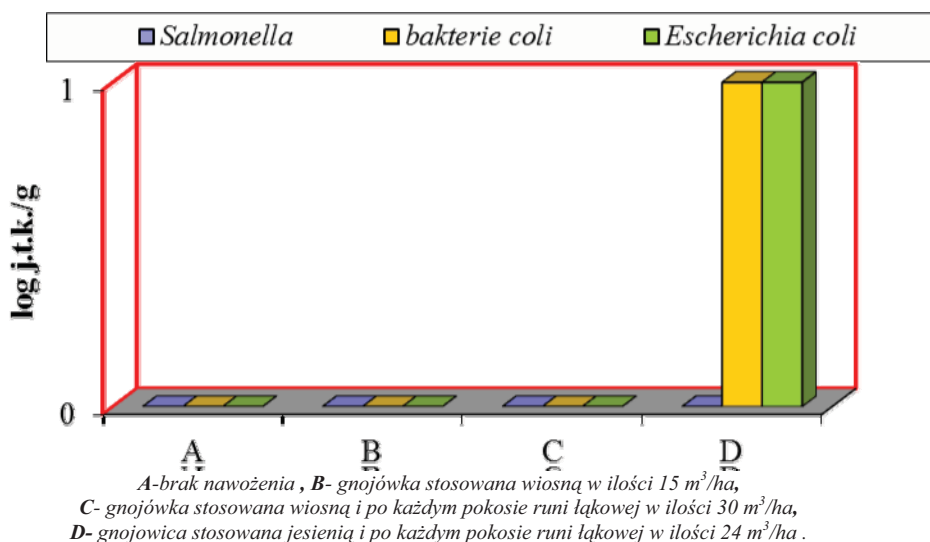 Salmonella bakterie coli Escherichia coli
1
log j.t.k./g
0
A B C D
A-brak nawożenia , B- gnojówka stosowana wiosną w ilości 15 m³/ha,
C- gnojówka stosowana wiosną i po każdym pokosie runi łąkowej w ilości 30 m³/ha,
D- gnojowica stosowana jesienią i po każdym pokosie runi łąkowej w ilości 24 m³/ha .